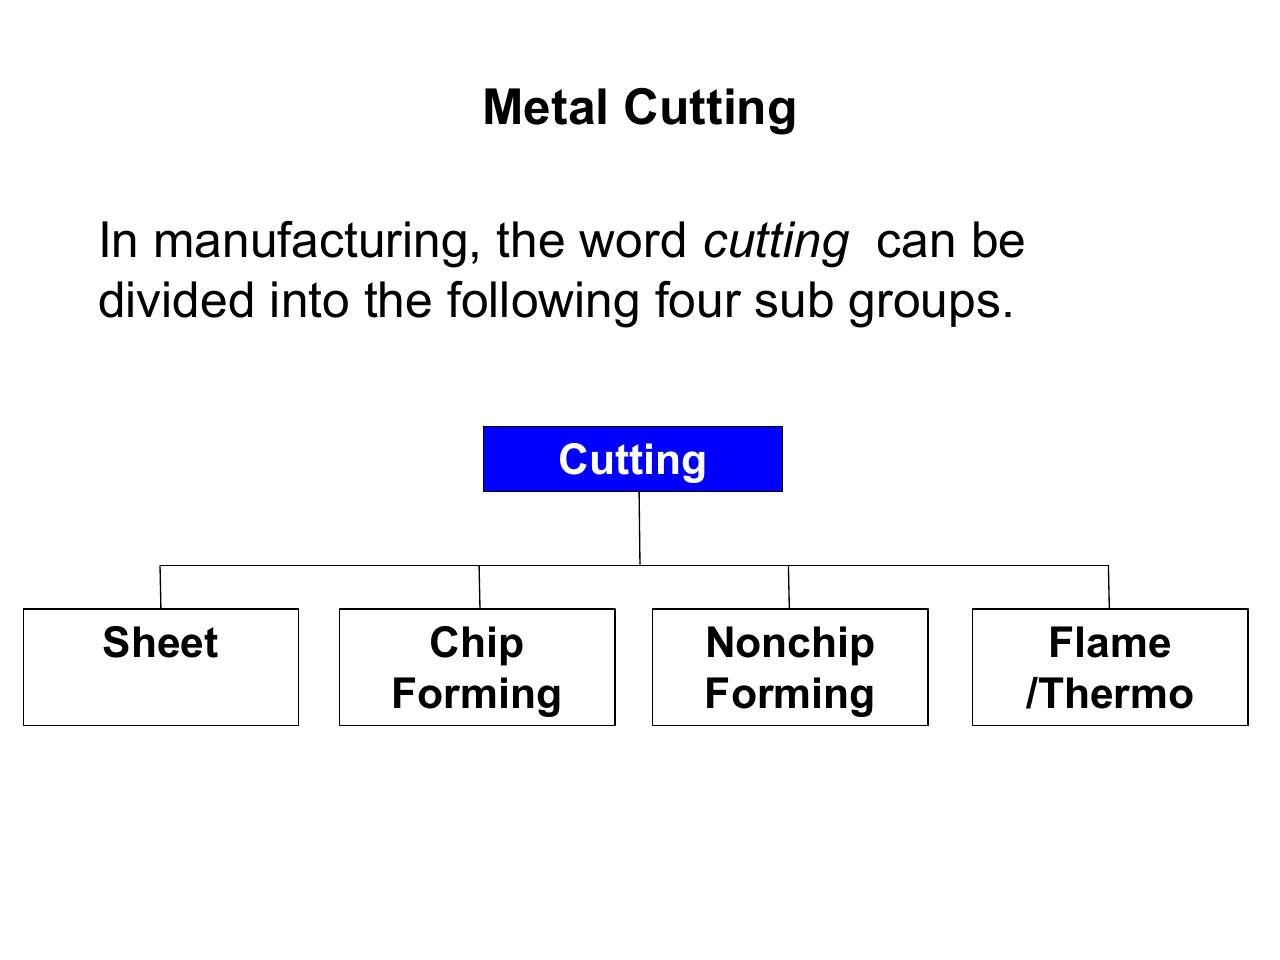 Metal Cutting
In manufacturing, the word cutting can be
divided into the following four sub groups.
Cutting
Sheet
Chip
Forming
Nonchip
Forming
Flame
/Thermo